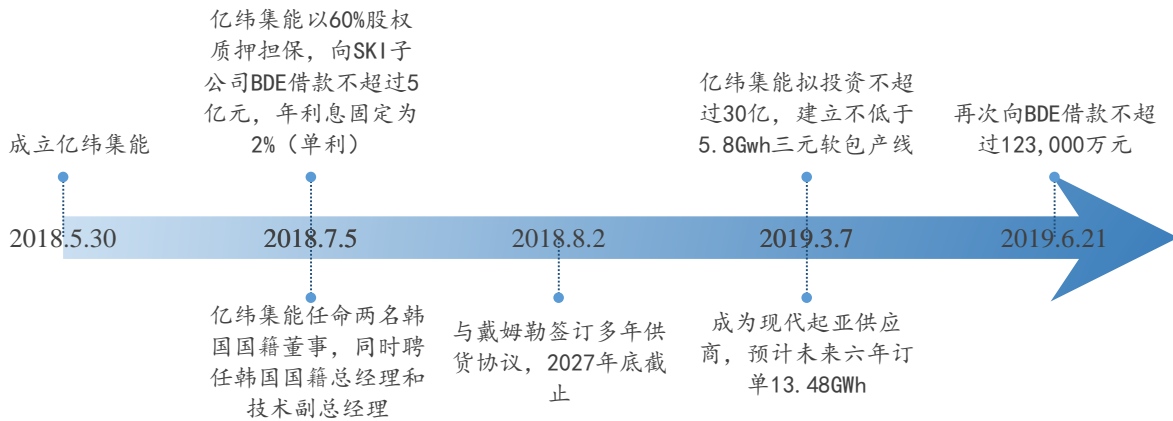 亿纬集能以60%股权
质押担保，向SKI子
公司BDE借款不超过5
亿元，年利息固定为
2%（单利）
成立亿纬集能
亿纬集能拟投资不超
过30亿，建立不低于
5.8Gwh三元软包产线
再次向BDE借款不超
过123,000万元
2018.5.30
2018.7.5
2018.8.2
2019.3.7
2019.6.21
亿纬集能任命两名韩
国国籍董事，同时聘
任韩国国籍总经理和
技术副总经理
与戴姆勒签订多年供
货协议，2027年底截
止
成为现代起亚供应
商，预计未来六年订
单13.48GWh